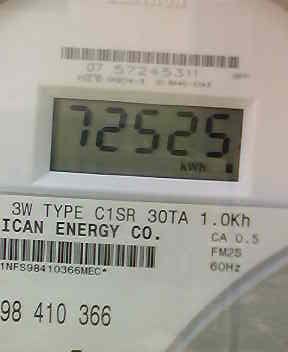 07 57245311
72525
kWh
3W TYPE C1SR 30TA 1.0Kh
ICAN ENERGY CO.
CA 0.5
FM2S
60Hz
1NFS98410366MEC*
98 410 366